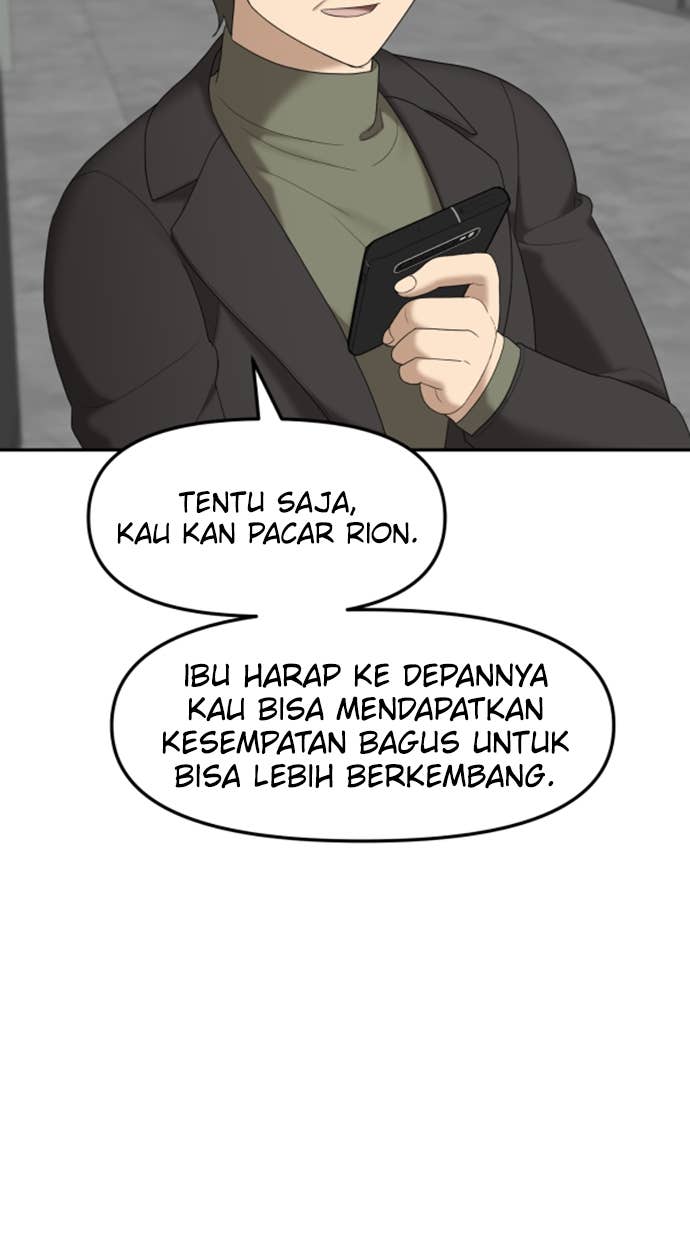 TENTU SAJA,
KAU KAN PACAR RION.
IBU HARAP KE DEPANNYA
KAU BISA MENDAPATKAN
KESEMPATAN BAGUS UNTUK
BISA LEBIH BERKEMBANG.